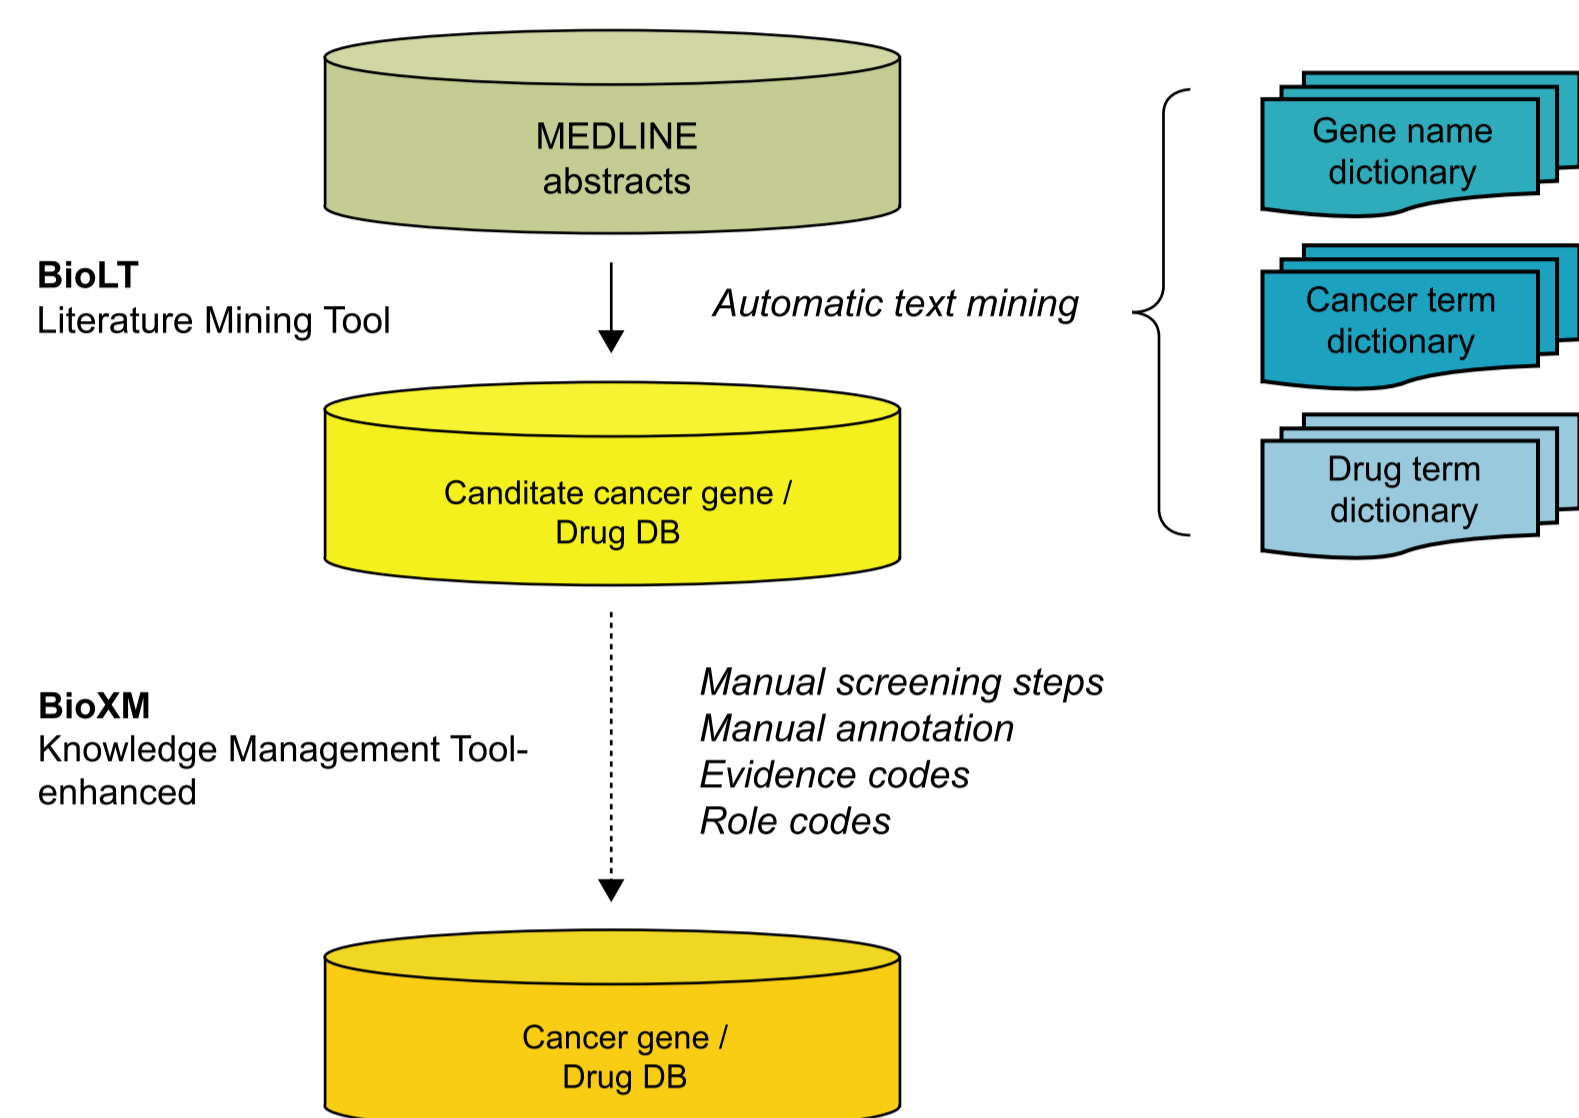 MEDLINE
abstracts
Gene name
dictionary
BioLT
Literature Mining Tool
Automatic text mining
Cancer term
dictionary
Drug term
dictionary
Canditate cancer gene /
Drug DB
BioXM
Knowledge Management Tool-
enhanced
Manual screening steps
Manual annotation
Evidence codes
Role codes
Cancer gene /
Drug DB